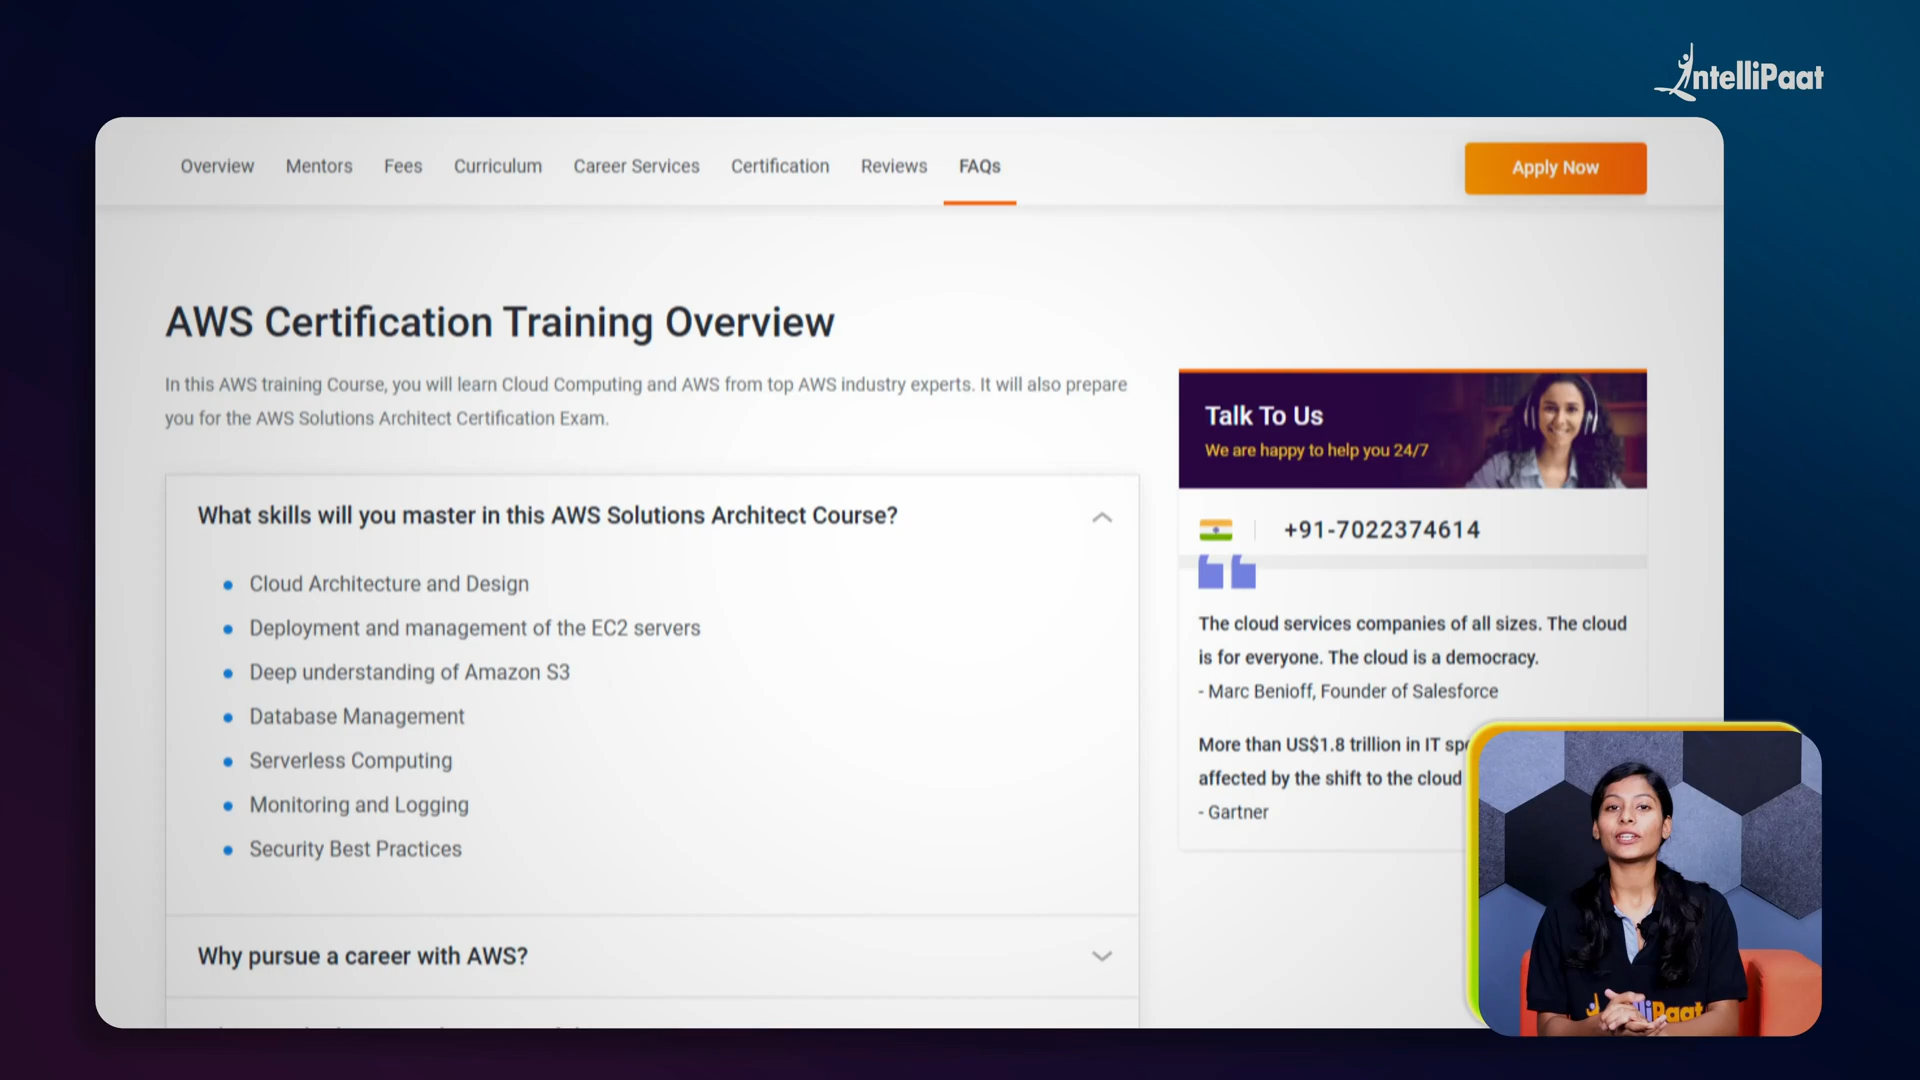 IntelliPaat
Overview Mentors Fees Curriculum Career Services Certification Reviews FAQs
Apply Now
AWS Certification Training Overview
In this AWS training Course, you will learn Cloud Computing and AWS from top AWS industry experts. It will also prepare
you for the AWS Solutions Architect Certification Exam.
What skills will you master in this AWS Solutions Architect Course?
Cloud Architecture and Design
Deployment and management of the EC2 servers
Deep understanding of Amazon S3
Database Management
Serverless Computing
Monitoring and Logging
Security Best Practices
Why pursue a career with AWS?
Talk To Us
We are happy to help you 24/7
+91-7022374614
The cloud services companies of all sizes. The cloud
is for everyone. The cloud is a democracy.
- Marc Benioff, Founder of Salesforce
More than US$1.8 trillion in IT
affected by the shift to the cloud
- Gartner